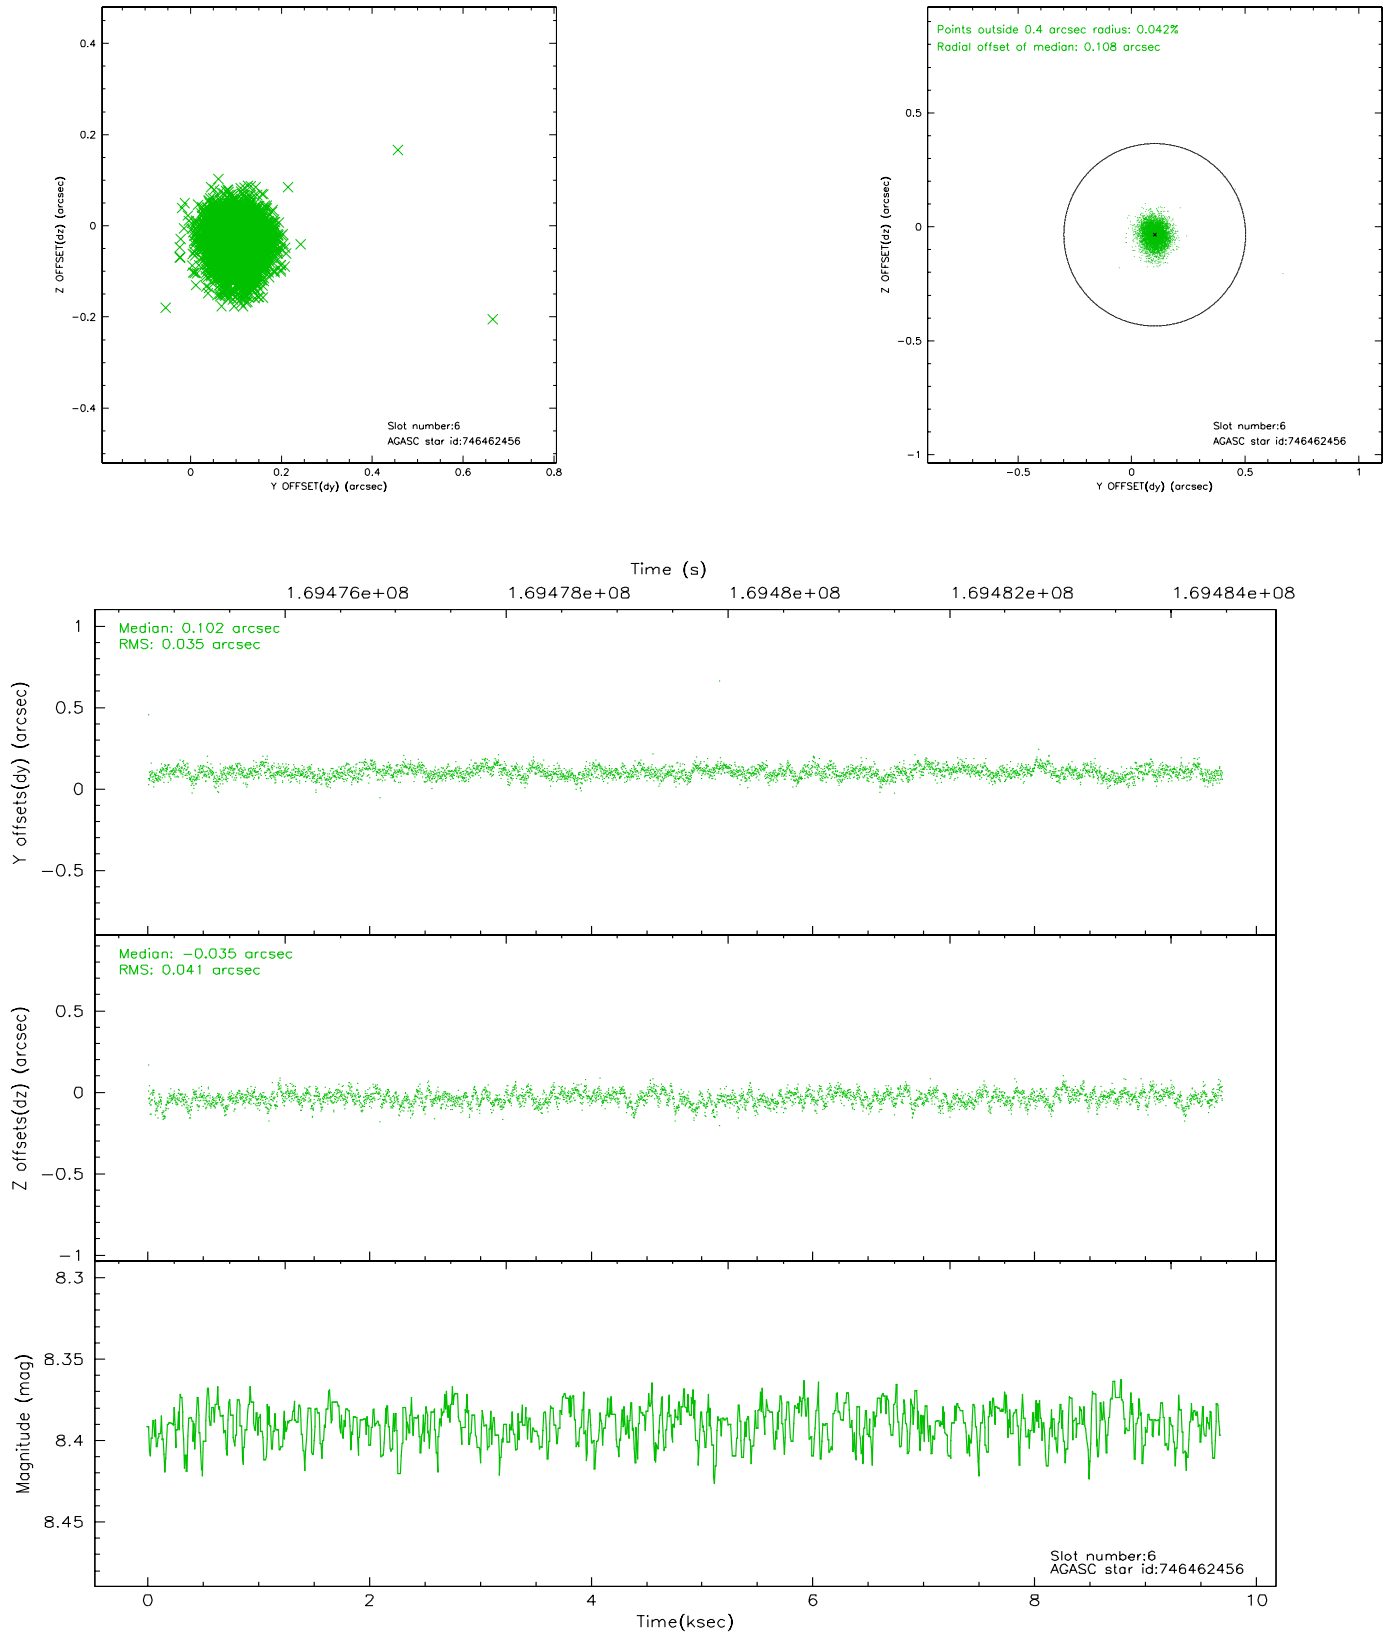 0.4
0.2
0
−0.2
−0.4
Z OFFSET(dz) (arcsec)
Slot number:6
AGASC star id:746462456
0 0.2 0.4 0.6 0.8
Y OFFSET(dy) (arcsec)
Points outside 0.4 arcsec radius: 0.042%
Radial offset of median: 0.108 arcsec
0.5
0
−0.5
−1
Z OFFSET(dz) (arcsec)
Slot number:6
AGASC star id:746462456
−0.5 0 0.5 1
Y OFFSET(dy) (arcsec)
Time (s)
1.69476e+08 1.69478e+08 1.6948e+08 1.69482e+08 1.69484e+08
Median: 0.102 arcsec
RMS: 0.035 arcsec
1
0.5
0
−0.5
Y offsets(dy) (arcsec)
Median: −0.035 arcsec
RMS: 0.041 arcsec
0.5
0
−0.5
−1
Z offsets(dz) (arcsec)
8.3
8.35
8.4
8.45
Magnitude (mag)
Slot number:6
AGASC star id:746462456
0 2 4 6 8 10
Time(ksec)